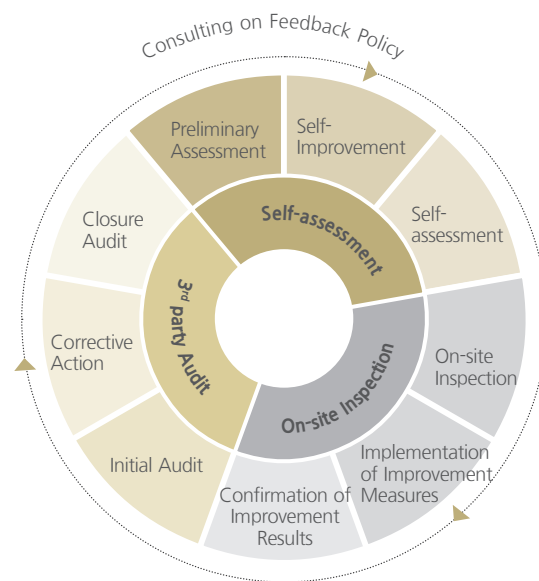 Consulting on Feedback Policy
Preliminary
Assessment
Self-
Improvement
Self-
assessment
On-site
Inspection
Implementation
of Improvement
Measures
Confirmation of
Improvement
Results
Initial Audit
Corrective
Action
Closure
Audit
Self-assessment
On-site Inspection
3rd party Audit